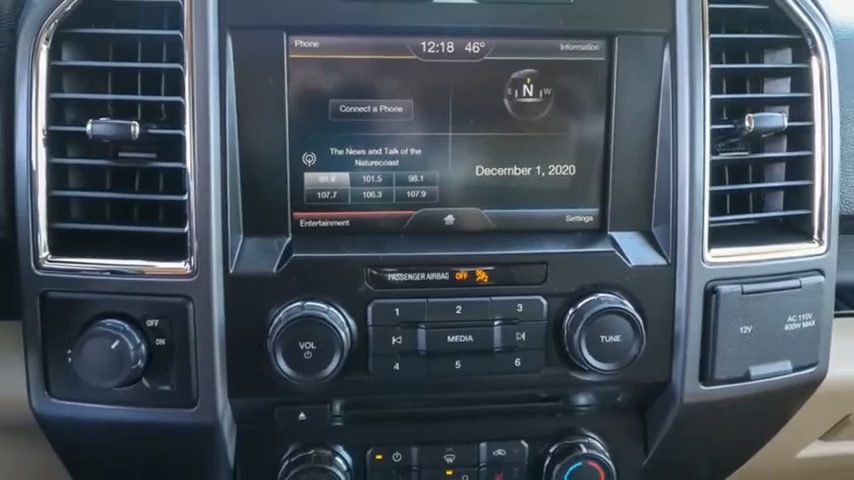 Phone
12:18 46°
Information
E N W
Connect a Phone
The News and Talk of the
Naturecoast
99.9 101.5 98.1
107.7 106.3 107.9
December 1, 2020
Entertainment
Settings
PASSENGER AIRBAG OFF
OFF
ON
VOL
1 2 3
MEDIA
4 5 6
TUNE
12V
AC 110V
400W MAX